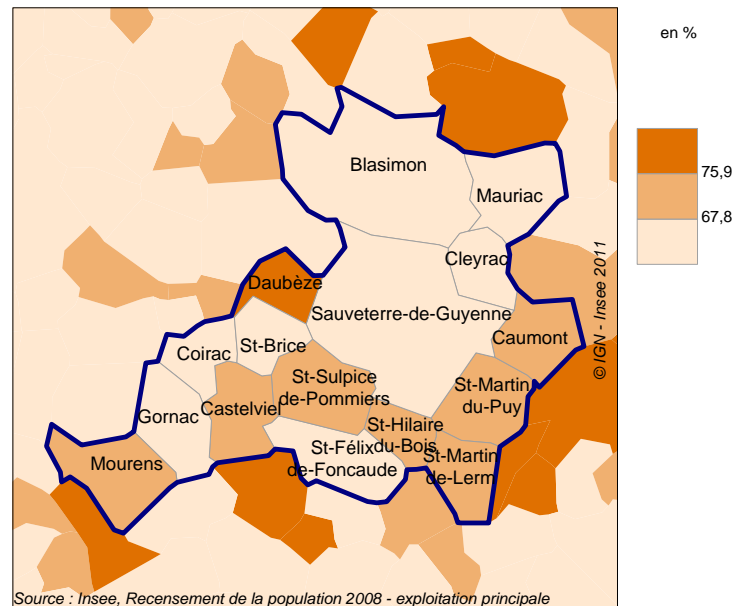 en %
75,9
67,8
Blasimon
Mauriac
Cleyrac
Daubèze
Sauveterre-de-Guyenne
Caumont
Coirac
St-Brice
St-Sulpice
de-Pommiers
St-Martin
du-Puy
Gornac
Castelviel
St-Hilaire
du-Bois
St-Félix
de-Foncaude
St-Martin
de-Lerm
Mourens
© IGN - Insee 2011
Source : Insee, Recensement de la population 2008 - exploitation principale